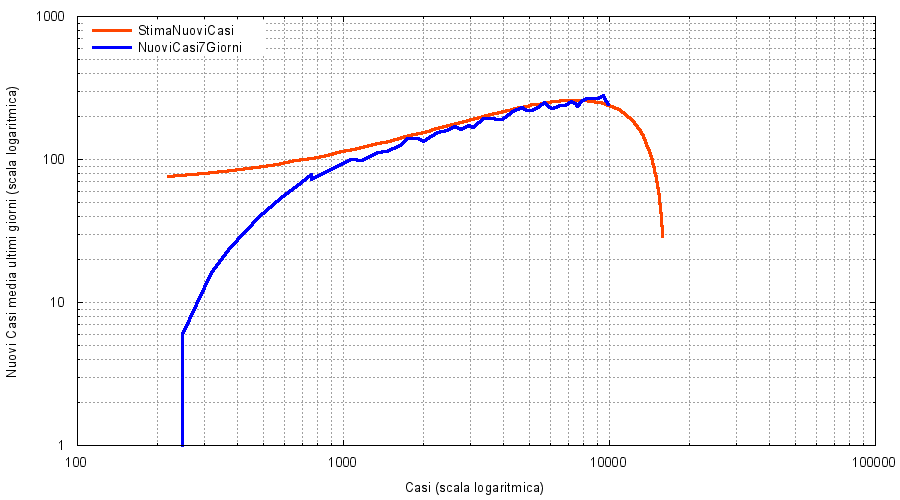 1000
StimaNuoviCasi
NuoviCasi7Giorni
100
10
1
Nuovi Casi media ultimi giorni (scala logaritmica)
100
1000
10000
100000
Casi (scala logaritmica)